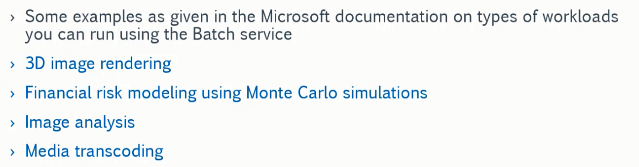 › Some examples as given in the Microsoft documentation on types of workloads
you can run using the Batch service
› 3D image rendering
› Financial risk modeling using Monte Carlo simulations
› Image analysis
› Media transcoding